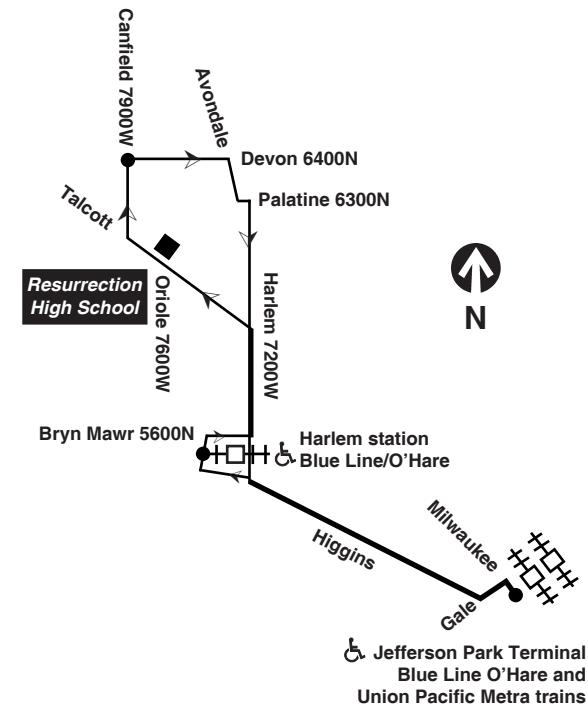 Canfield 7900W
Avondale
Devon 6400N
Palatine 6300N
Talcott
Resurrection
High School
Oriole 7600W
Harlem 7200W
N
Bryn Mawr 5600N
Harlem station
Blue Line/O'Hare
Higgins
Milwaukee
Gale
Jefferson Park Terminal
Blue Line O'Hare and
Union Pacific Metra trains